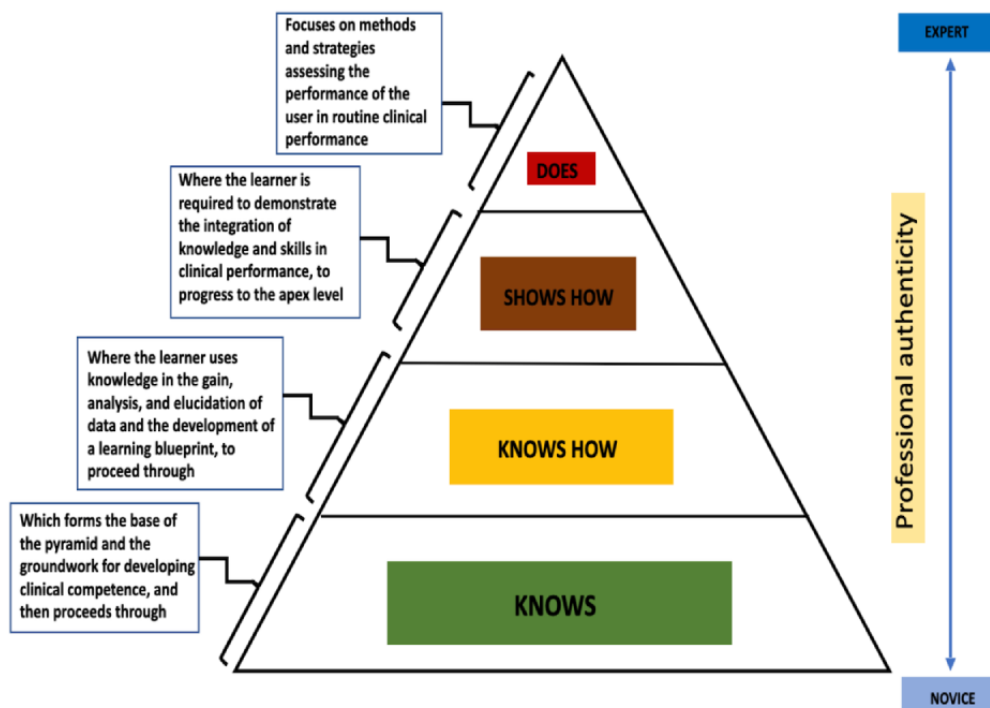 Focuses on methods
and strategies
assessing the
performance of the
user in routine clinical
performance
EXPERT
DOES
Where the learner is
required to demonstrate
the integration of
knowledge and skills in
clinical performance, to
progress to the apex level
SHOWS HOW
Professional authenticity
Where the learner uses
knowledge in the gain,
analysis, and elucidation of
data and the development of
a learning blueprint, to
proceed through
KNOWS HOW
Which forms the base of
the pyramid and the
groundwork for developing
clinical competence, and
then proceeds through
KNOWS
NOVICE